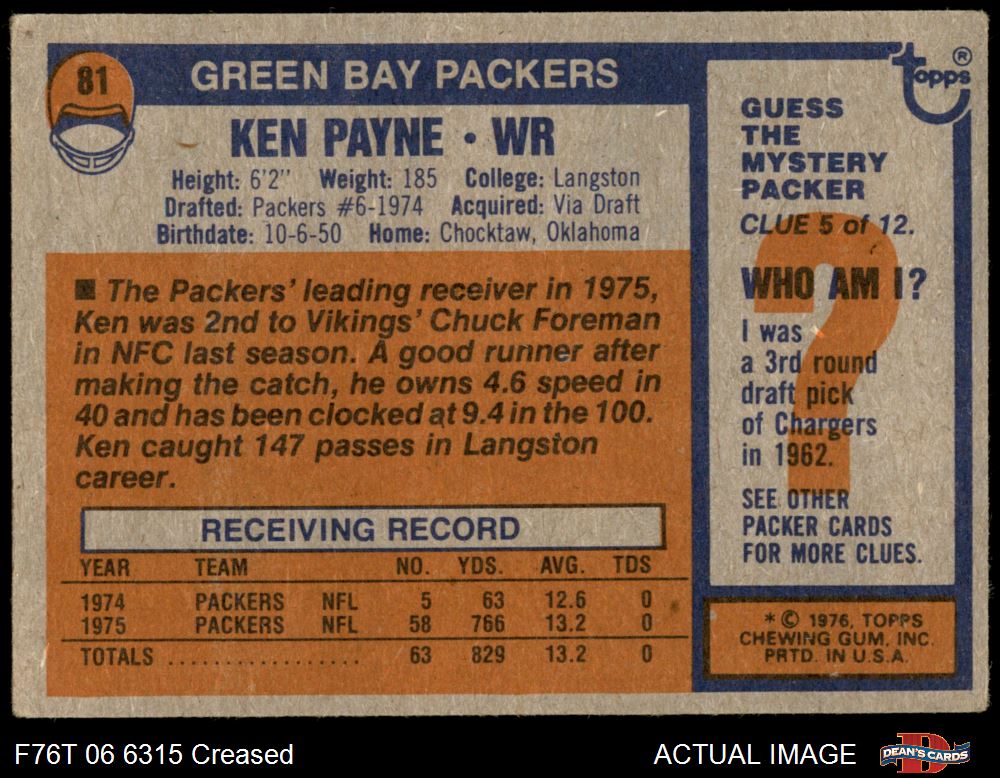 81
GREEN BAY PACKERS
KEN PAYNE • WR
Height: 6'2" Weight: 185 College: Langston
Drafted: Packers #6-1974 Acquired: Via Draft
Birthdate: 10-6-50 Home: Chocktaw, Oklahoma
■ The Packers' leading receiver in 1975,
Ken was 2nd to Vikings' Chuck Foreman
in NFC last season. A good runner after
making the catch, he owns 4.6 speed in
40 and has been clocked at 9.4 in the 100.
Ken caught 147 passes in Langston
career.
RECEIVING RECORD
YEAR TEAM NO. YDS. AVG. TDS
1974 PACKERS NFL 5 63 12.6 0
1975 PACKERS NFL 58 766 13.2 0
TOTALS .................. 63 829 13.2 0
topps®
GUESS
THE
MYSTERY
PACKER
CLUE 5 of 12.
WHO AM I?
I was
a 3rd round
draft pick
of Chargers
in 1962.
SEE OTHER
PACKER CARDS
FOR MORE CLUES.
* © 1976, TOPPS
CHEWING GUM, INC.
PRTD. IN U.S.A.
F76T 06 6315 Creased
ACTUAL IMAGE
DEAN'S CARDS